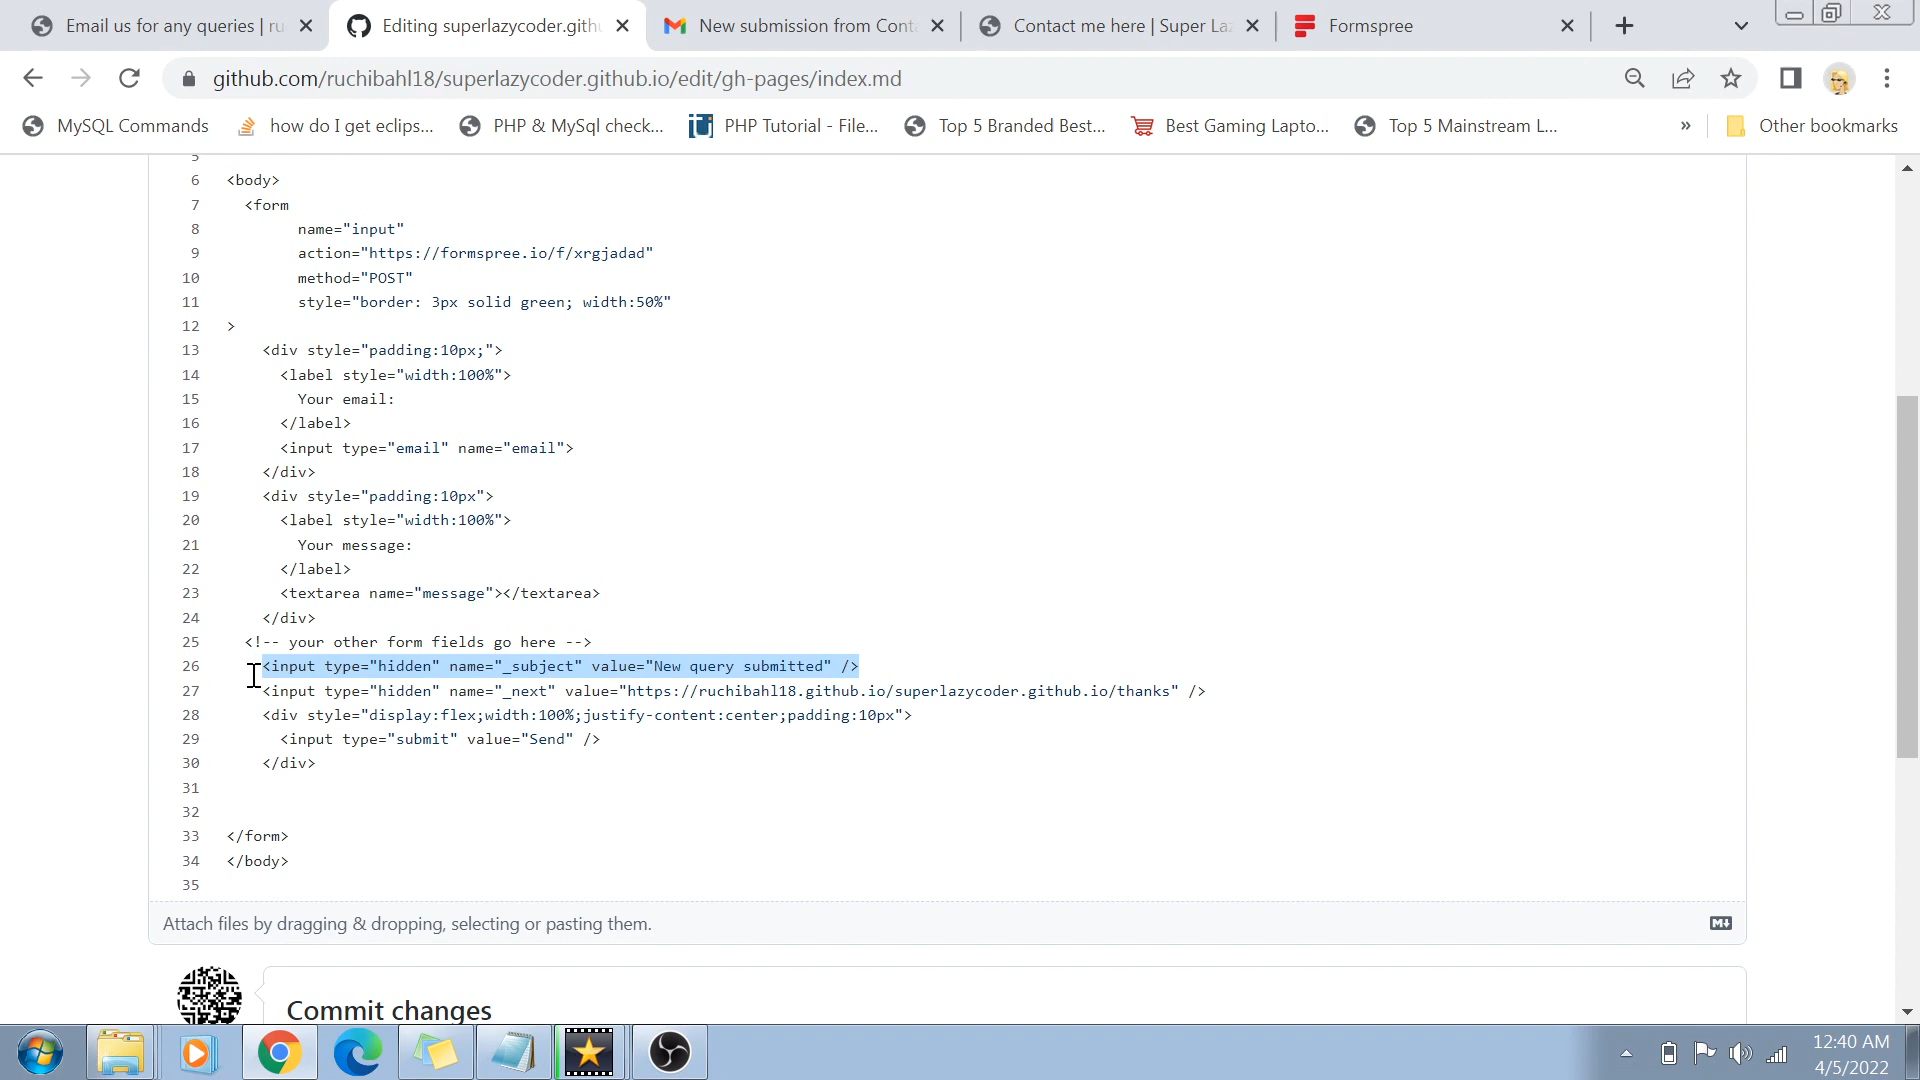 Email us for any queries | ru
Editing superlazycoder.gith
New submission from Conta
Contact me here | Super La
Formspree
github.com/ruchibahl18/superlazycoder.github.io/edit/gh-pages/index.md
MySQL Commands
how do I get eclips...
PHP & MySql check...
PHP Tutorial - File...
Top 5 Branded Best...
Best Gaming Lapto...
Top 5 Mainstream L...
»
Other bookmarks
5
6 <body>
7 <form
8 name="input"
9 action="https://formspree.io/f/xrgjadad"
10 method="POST"
11 style="border: 3px solid green; width:50%"
12 >
13 <div style="padding:10px;">
14 <label style="width:100%">
15 Your email:
16 </label>
17 <input type="email" name="email">
18 </div>
19 <div style="padding:10px">
20 <label style="width:100%">
21 Your message:
22 </label>
23 <textarea name="message"></textarea>
24 </div>
25 <!-- your other form fields go here -->
26 <input type="hidden" name="_subject" value="New query submitted" />
27 <input type="hidden" name="_next" value="https://ruchibahl18.github.io/superlazycoder.github.io/thanks" />
28 <div style="display:flex;width:100%;justify-content:center;padding:10px">
29 <input type="submit" value="Send" />
30 </div>
31
32
33 </form>
34 </body>
35
Attach files by dragging & dropping, selecting or pasting them.
Commit changes
12:40 AM
4/5/2022